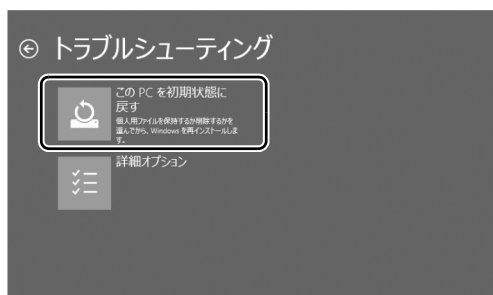 トラブルシューティング
この PC を初期状態に
戻す
個人用ファイルを保持するか削除するかを
選んでから、Windows を再インストールしま
す。
詳細オプション